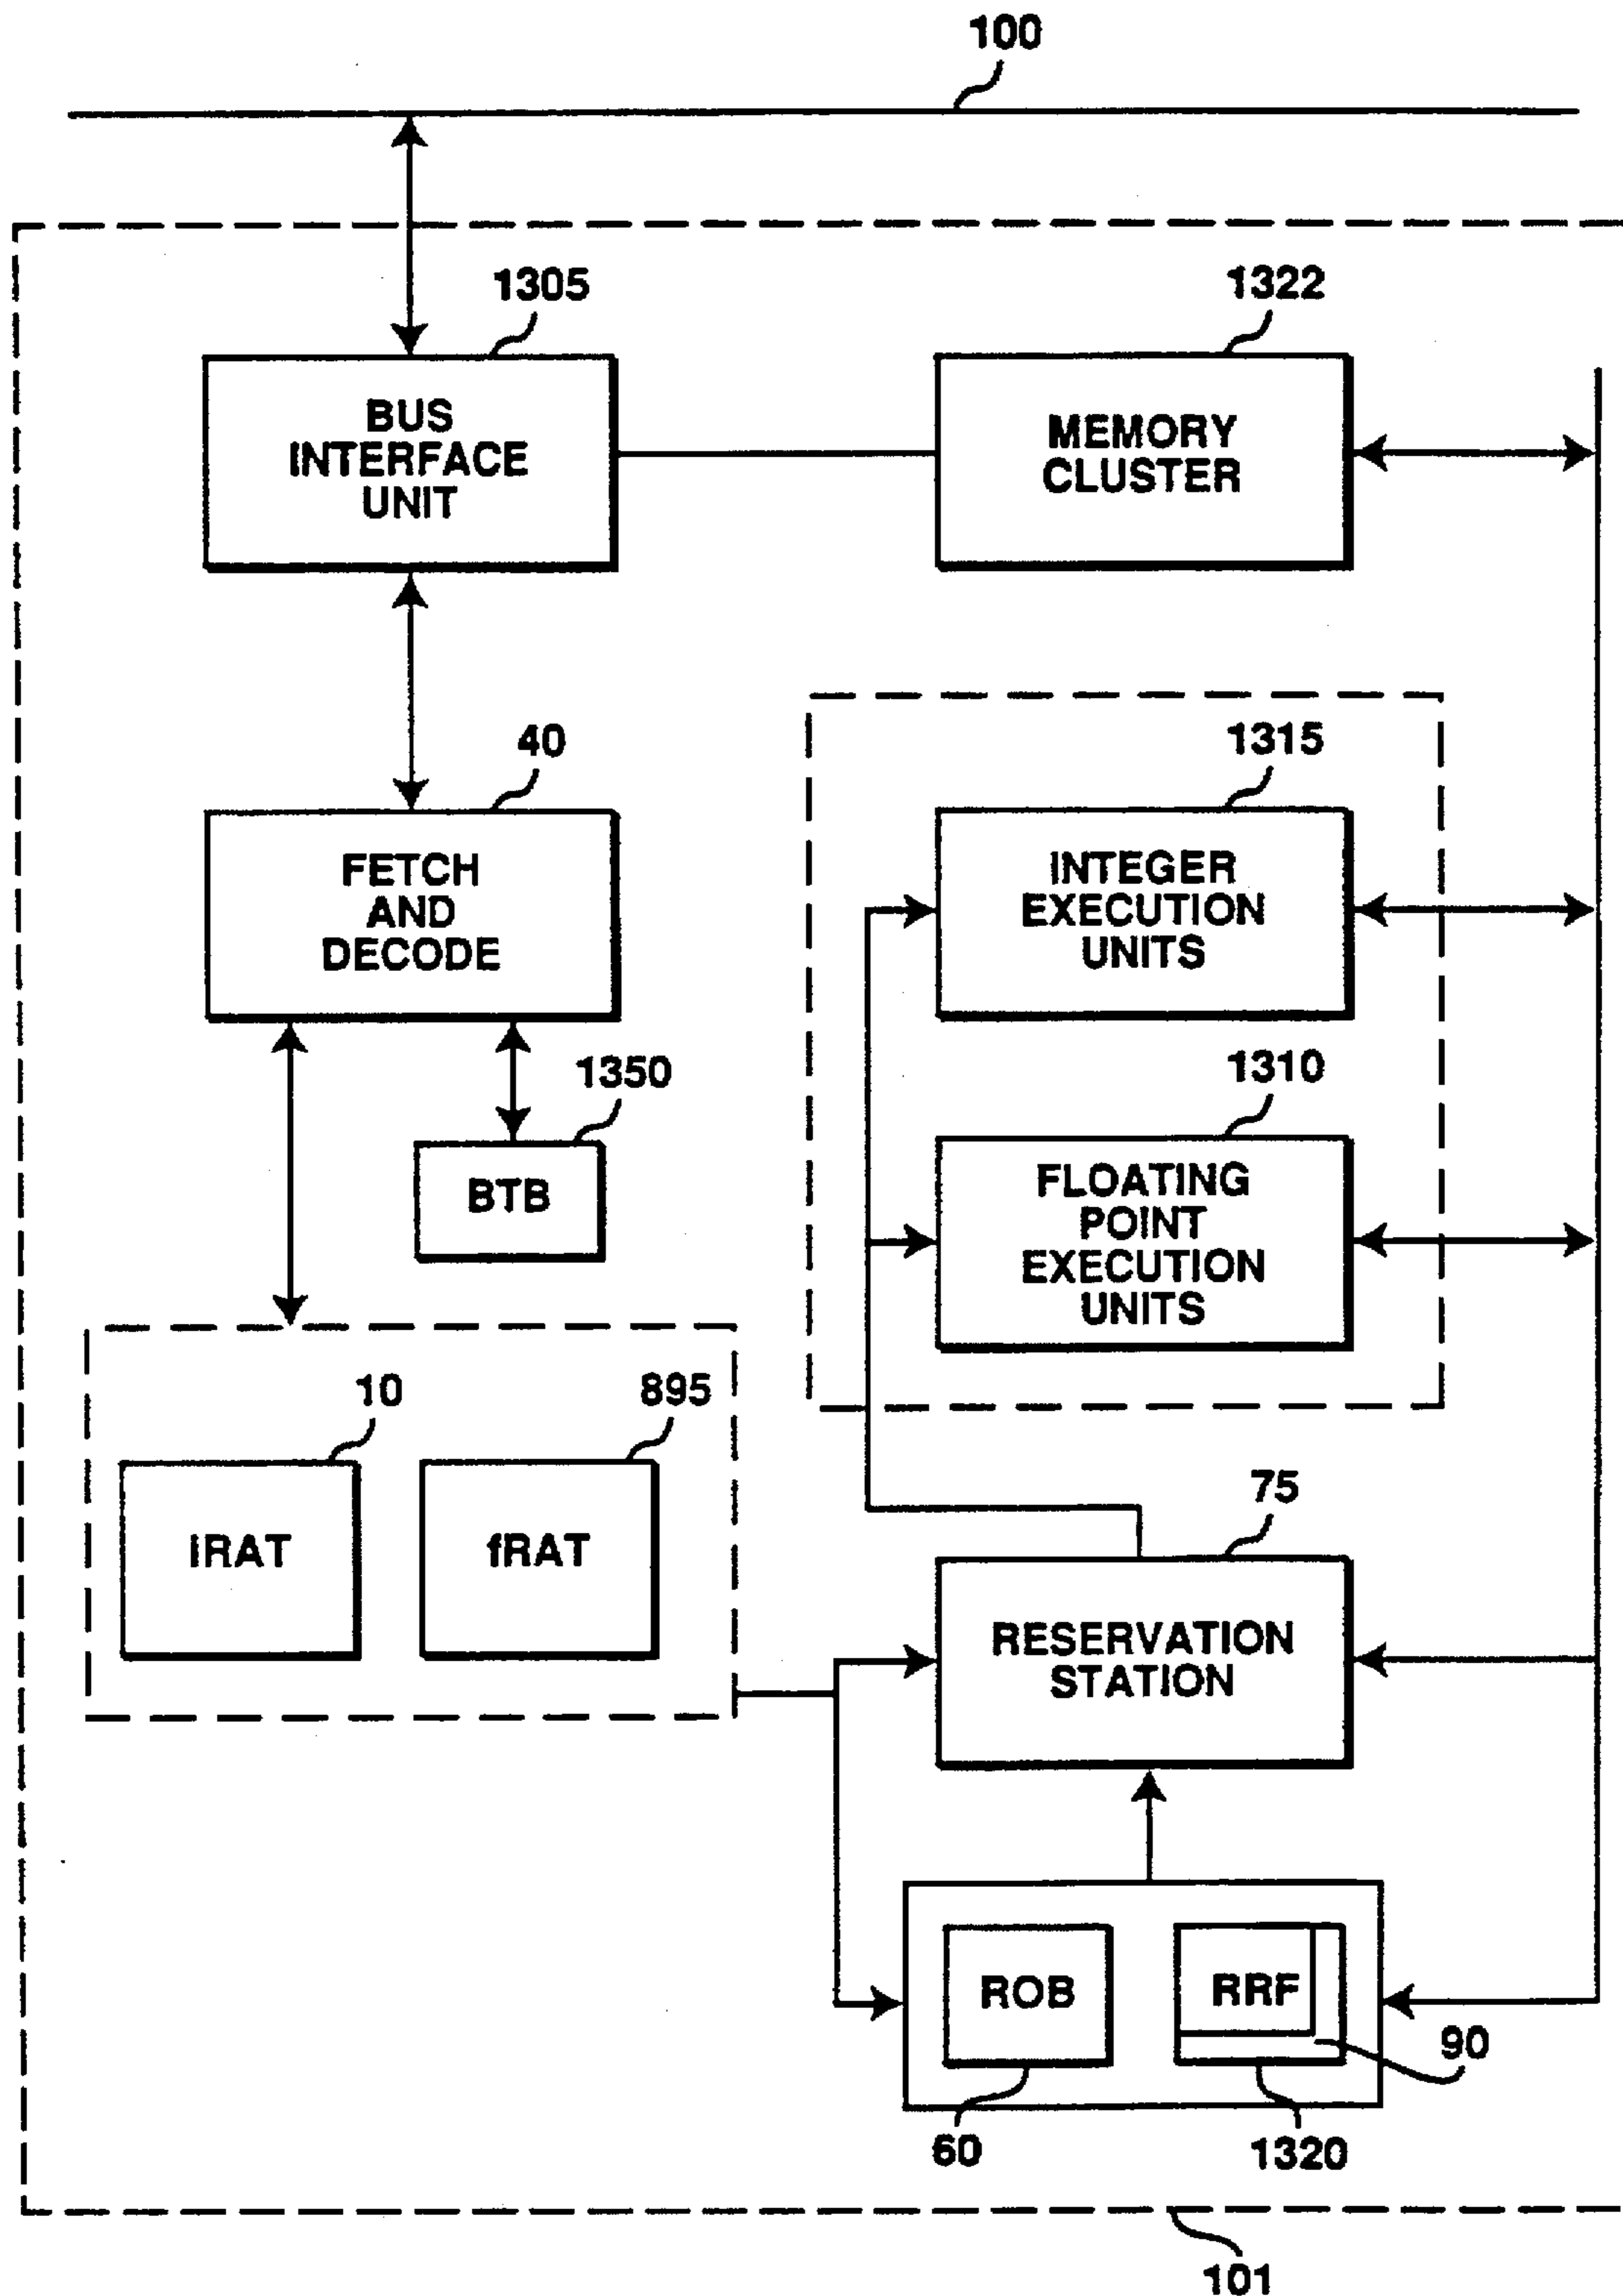 100
1305
1322
BUS
INTERFACE
UNIT
MEMORY
CLUSTER
40
1315
FETCH
AND
DECODE
INTEGER
EXECUTION
UNITS
1350
1310
BTB
FLOATING
POINT
EXECUTION
UNITS
10
895
75
iRAT
fRAT
RESERVATION
STATION
ROB
RRF
90
60
1320
101